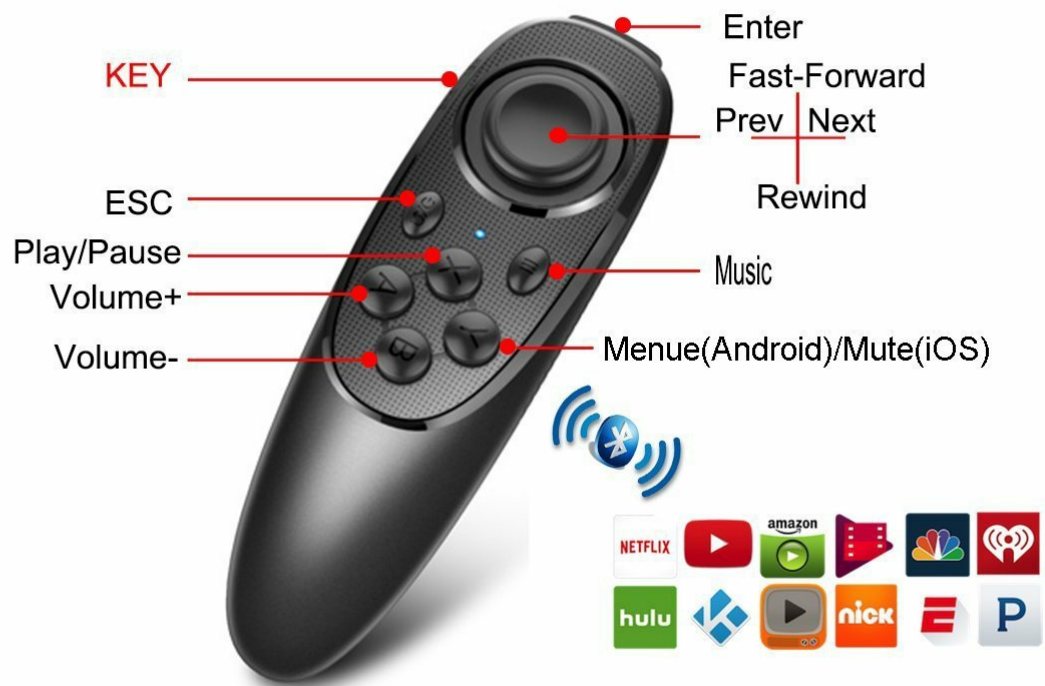 Enter
KEY
Fast-Forward
Prev
Next
Rewind
ESC
Play/Pause
Volume+
Volume-
Music
Menue(Android)/Mute(iOS)
X
A
B
Y
NETFLIX
amazon
hulu
nick
E
P